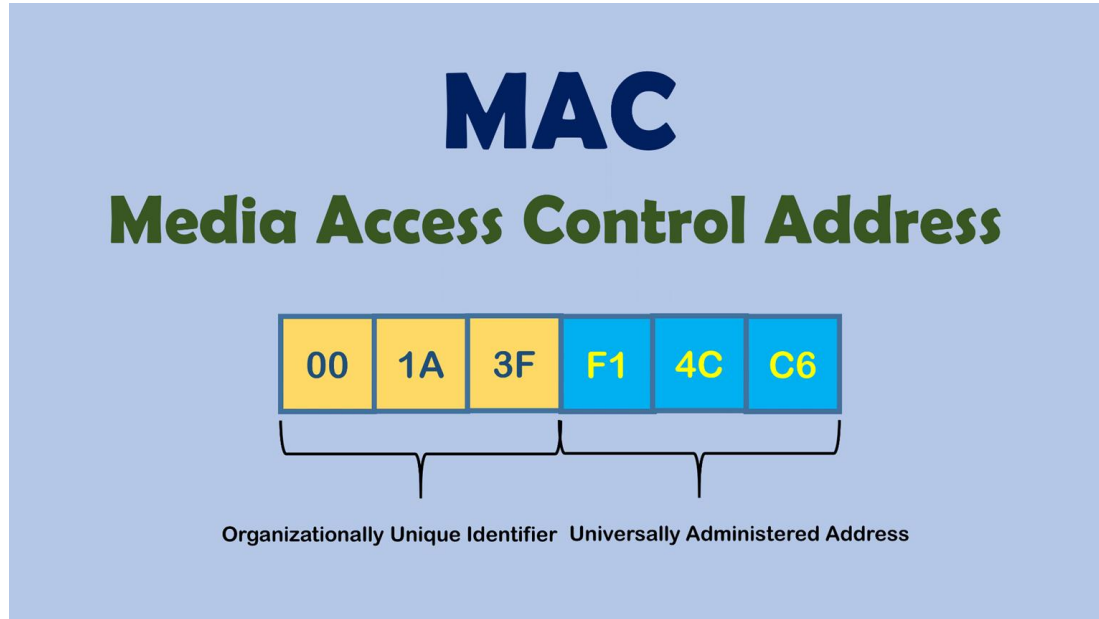 MAC
Media Access Control Address
00 1A 3F F1 4C C6
Organizationally Unique Identifier Universally Administered Address